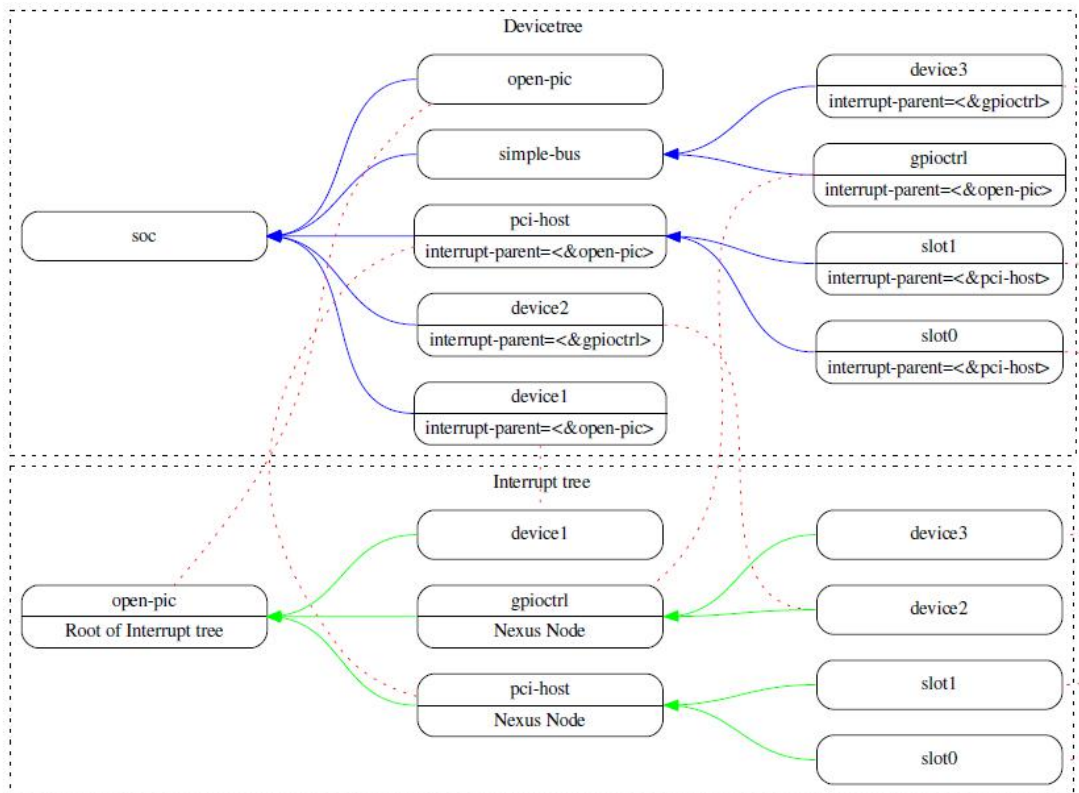 Devicetree
open-pic
device3
interrupt-parent=<&gpioctrl>
simple-bus
gpioctrl
interrupt-parent=<&open-pic>
soc
pci-host
interrupt-parent=<&open-pic>
slot1
interrupt-parent=<&pci-host>
device2
interrupt-parent=<&gpioctrl>
slot0
interrupt-parent=<&pci-host>
device1
interrupt-parent=<&open-pic>
Interrupt tree
device1
device3
open-pic
Root of Interrupt tree
gpioctrl
Nexus Node
device2
pci-host
Nexus Node
slot1
slot0